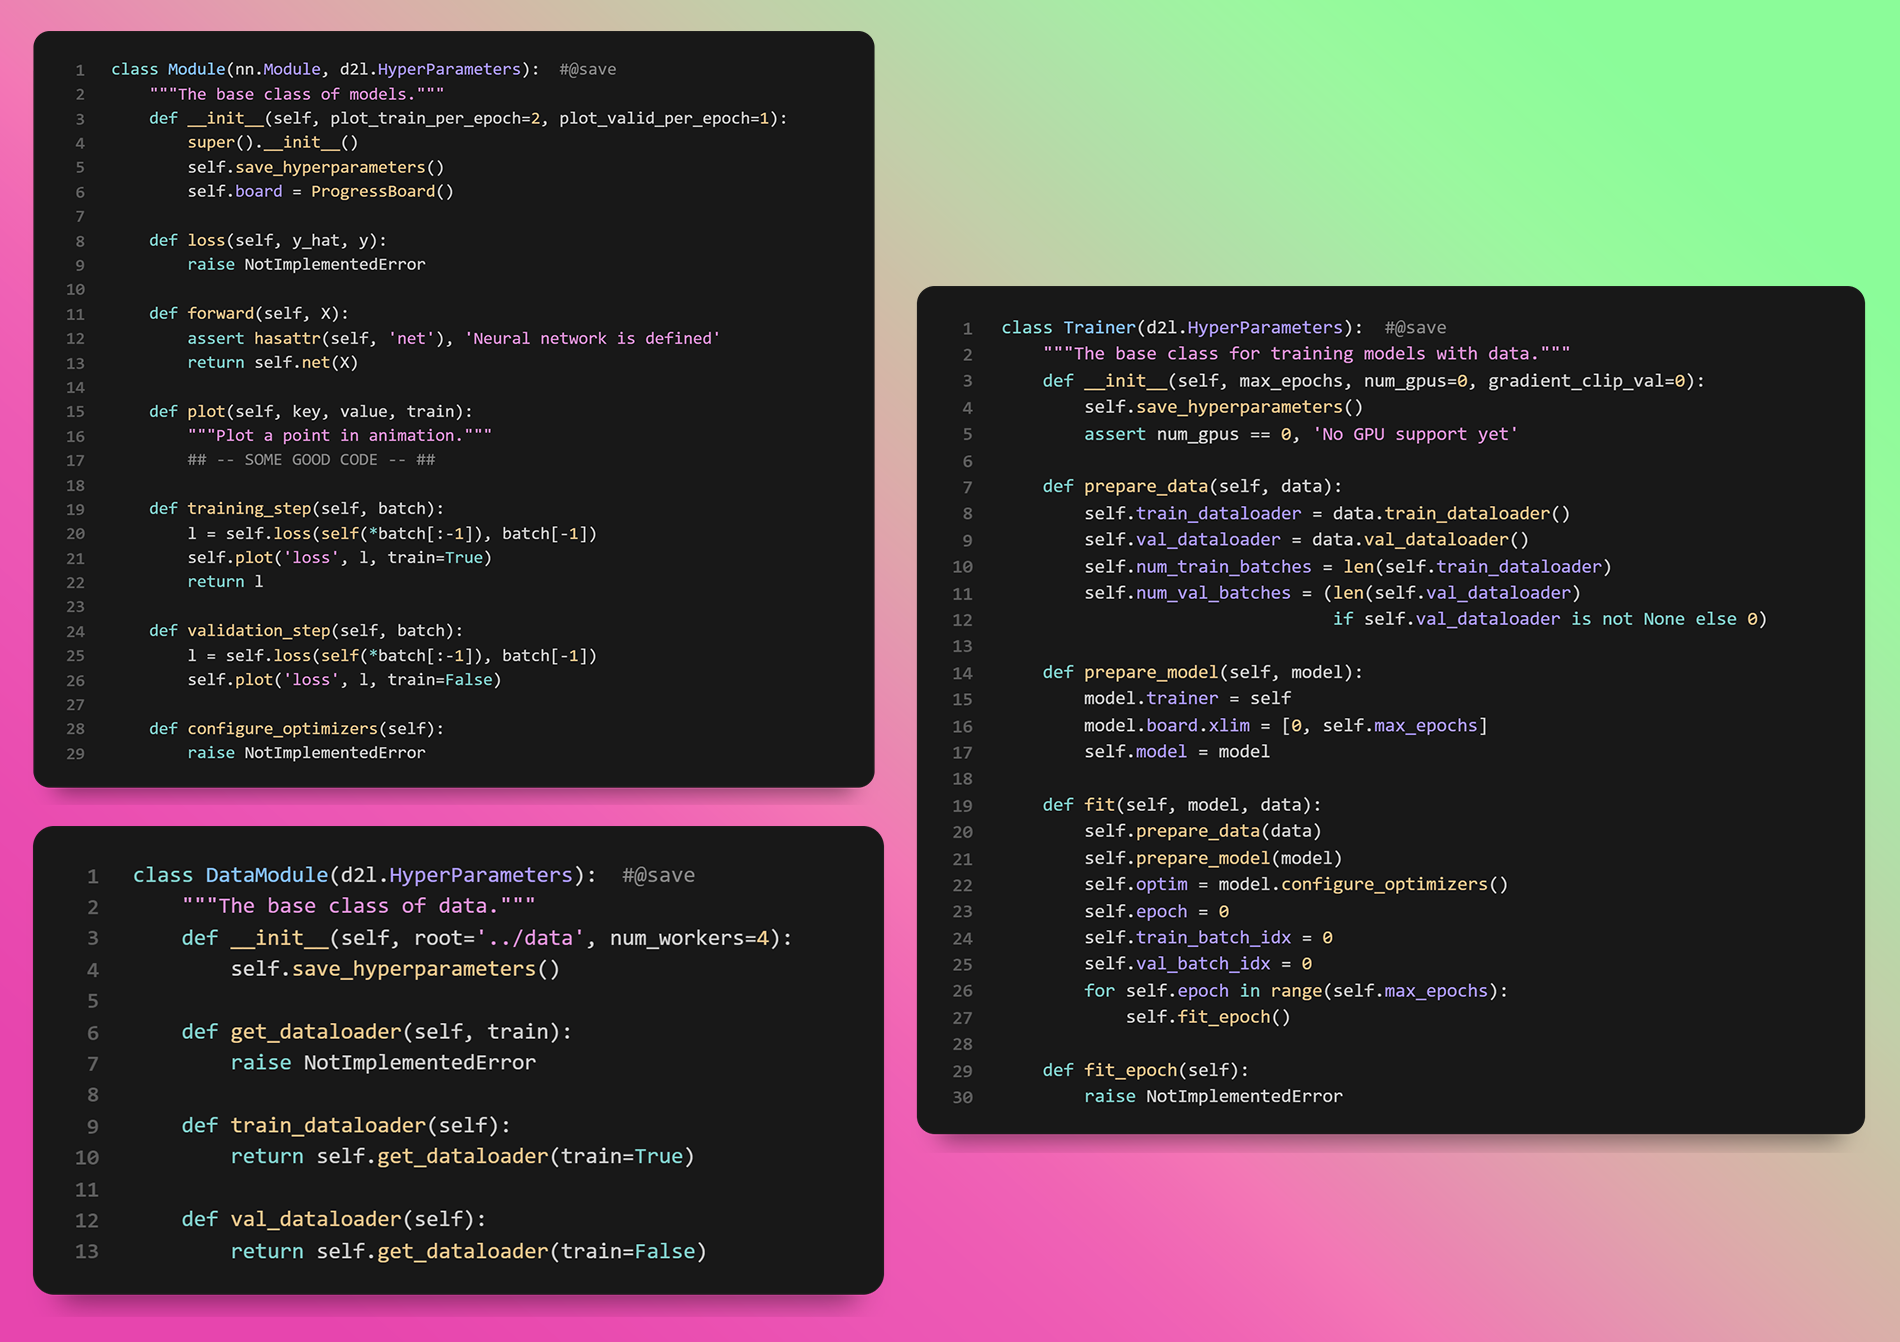 1 class Module(nn.Module, d2l.HyperParameters):  #@save
2     """The base class of models."""
3     def __init__(self, plot_train_per_epoch=2, plot_valid_per_epoch=1):
4         super().__init__()
5         self.save_hyperparameters()
6         self.board = ProgressBoard()
7
8     def loss(self, y_hat, y):
9         raise NotImplementedError
10
11     def forward(self, X):
12         assert hasattr(self, 'net'), 'Neural network is defined'
13         return self.net(X)
14
15     def plot(self, key, value, train):
16         """Plot a point in animation."""
17         ## -- SOME GOOD CODE -- ##
18
19     def training_step(self, batch):
20         l = self.loss(self(*batch[:-1]), batch[-1])
21         self.plot('loss', l, train=True)
22         return l
23
24     def validation_step(self, batch):
25         l = self.loss(self(*batch[:-1]), batch[-1])
26         self.plot('loss', l, train=False)
27
28     def configure_optimizers(self):
29         raise NotImplementedError
1 class DataModule(d2l.HyperParameters):  #@save
2     """The base class of data."""
3     def __init__(self, root='../data', num_workers=4):
4         self.save_hyperparameters()
5
6     def get_dataloader(self, train):
7         raise NotImplementedError
8
9     def train_dataloader(self):
10         return self.get_dataloader(train=True)
11
12     def val_dataloader(self):
13         return self.get_dataloader(train=False)
1 class Trainer(d2l.HyperParameters):  #@save
2     """The base class for training models with data."""
3     def __init__(self, max_epochs, num_gpus=0, gradient_clip_val=0):
4         self.save_hyperparameters()
5         assert num_gpus == 0, 'No GPU support yet'
6
7     def prepare_data(self, data):
8         self.train_dataloader = data.train_dataloader()
9         self.val_dataloader = data.val_dataloader()
10         self.num_train_batches = len(self.train_dataloader)
11         self.num_val_batches = (len(self.val_dataloader)
12                                 if self.val_dataloader is not None else 0)
13
14     def prepare_model(self, model):
15         model.trainer = self
16         model.board.xlim = [0, self.max_epochs]
17         self.model = model
18
19     def fit(self, model, data):
20         self.prepare_data(data)
21         self.prepare_model(model)
22         self.optim = model.configure_optimizers()
23         self.epoch = 0
24         self.train_batch_idx = 0
25         self.val_batch_idx = 0
26         for self.epoch in range(self.max_epochs):
27             self.fit_epoch()
28
29     def fit_epoch(self):
30         raise NotImplementedError